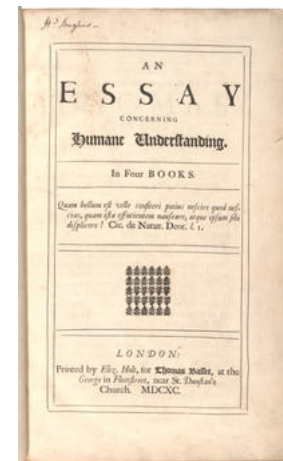 AN
ESSAY
CONCERNING
Humane Understanding.
In Four BOOKS.
Quam bellum est velle confiteri potius nescire quod nes-
cias, quam ista effutientem nauseare, atque ipsum sibi
displicere! Cic. de Natur. Deor. l. 1.
LONDON:
Printed by Eliz. Holt, for Thomas Basset, at the
George in Fleetstreet, near St. Dunstan's
Church. MDCXC.